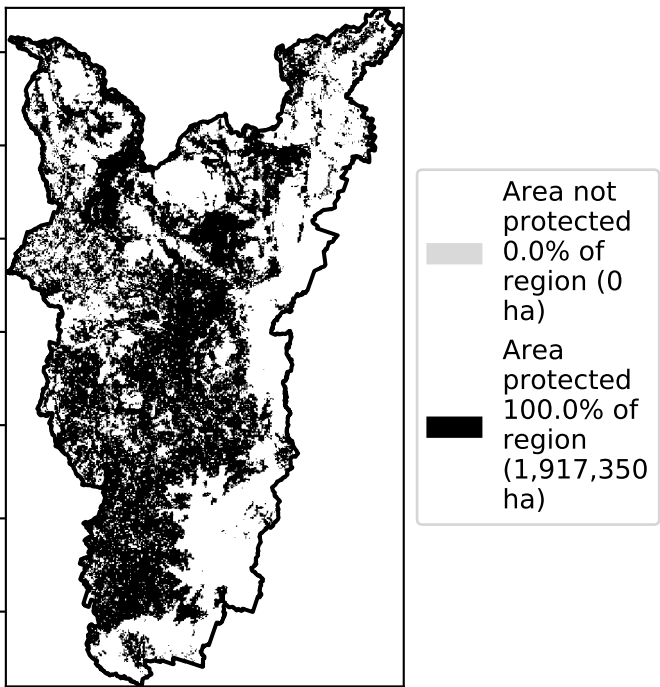 Area not
protected
0.0% of
region (0
ha)
Area
protected
100.0% of
region
(1,917,350
ha)